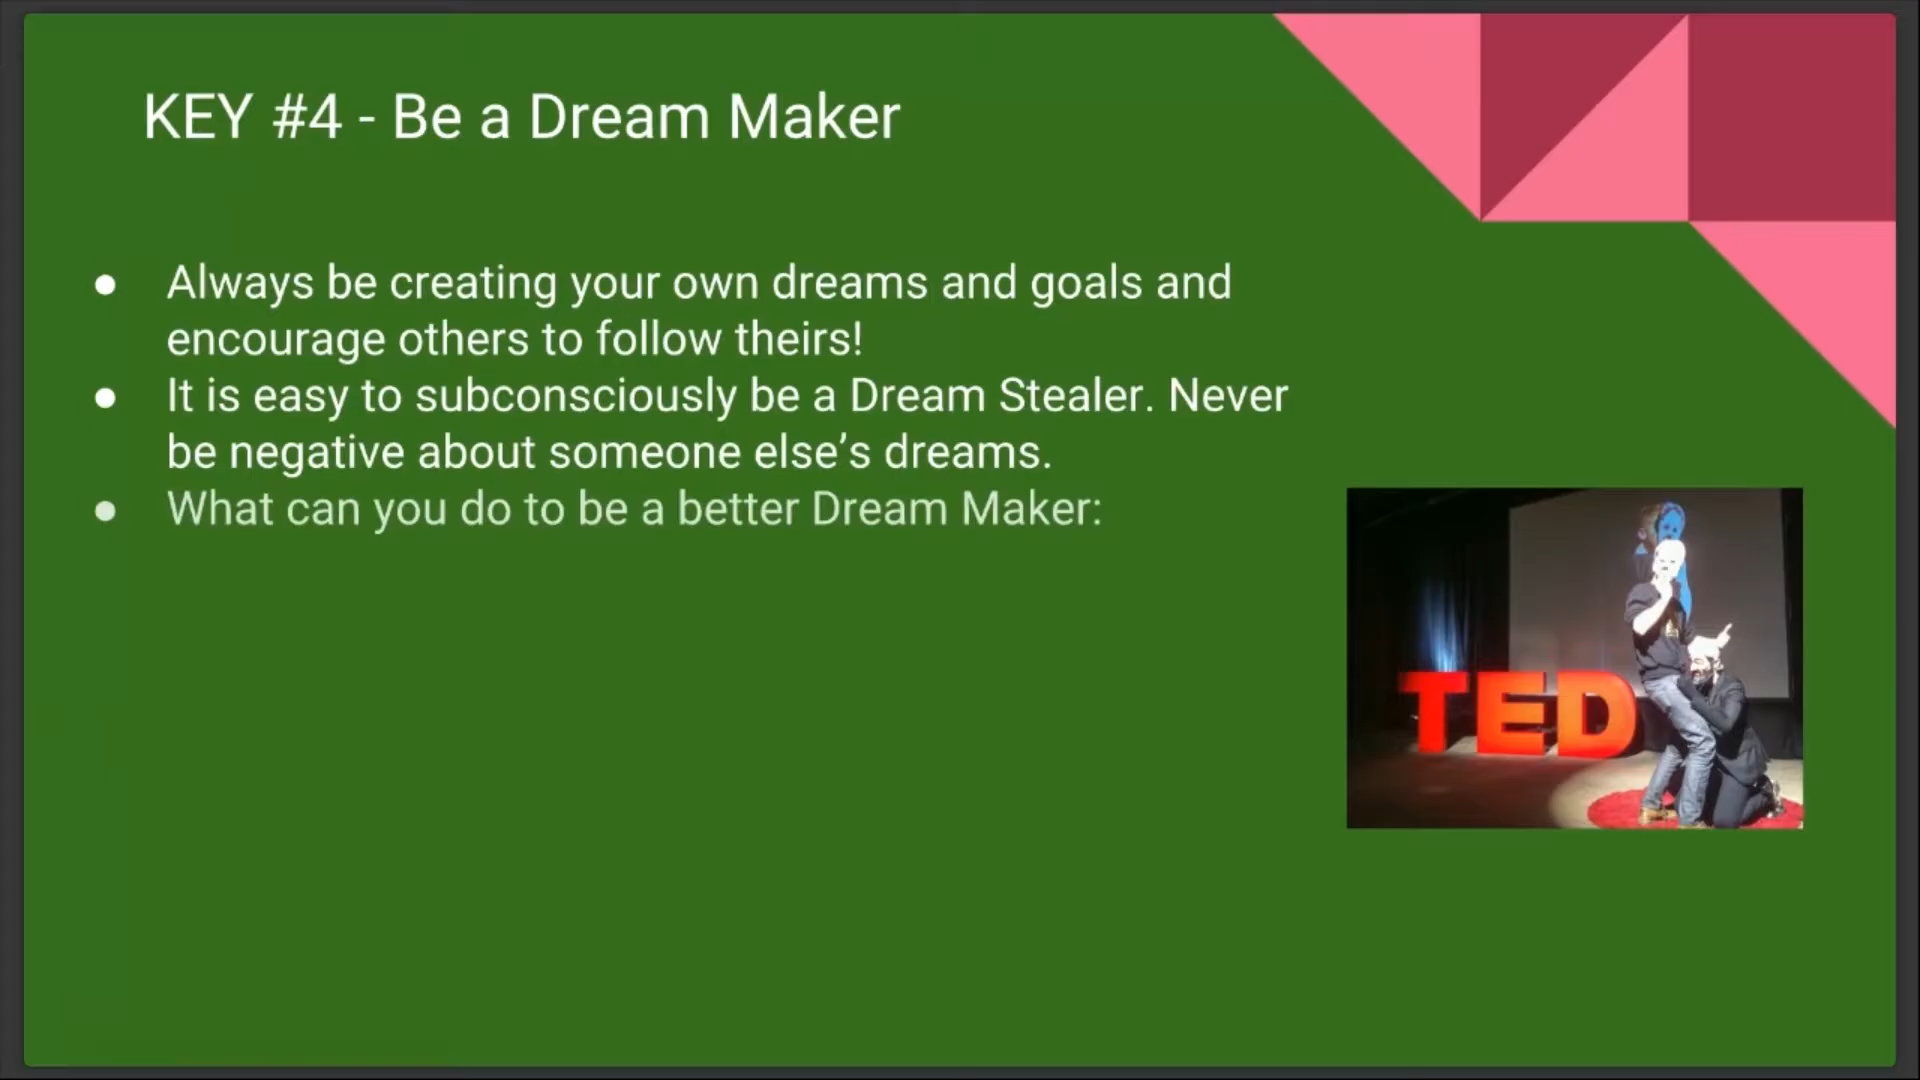 KEY #4 - Be a Dream Maker
● Always be creating your own dreams and goals and
encourage others to follow theirs!
● It is easy to subconsciously be a Dream Stealer. Never
be negative about someone else’s dreams.
● What can you do to be a better Dream Maker:
TED